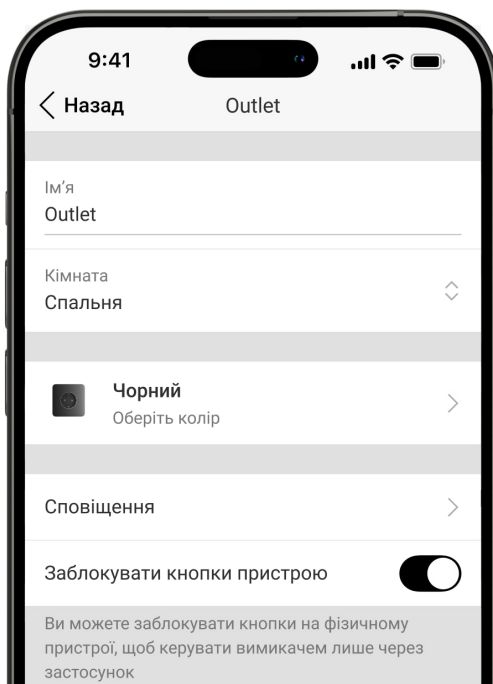 9:41
Назад
Outlet
Ім’я
Outlet
Кімната
Спальня
Чорний
Оберіть колір
Сповіщення
Заблокувати кнопки пристрою
Ви можете заблокувати кнопки на фізичному
пристрої, щоб керувати вимикачем лише через
застосунок